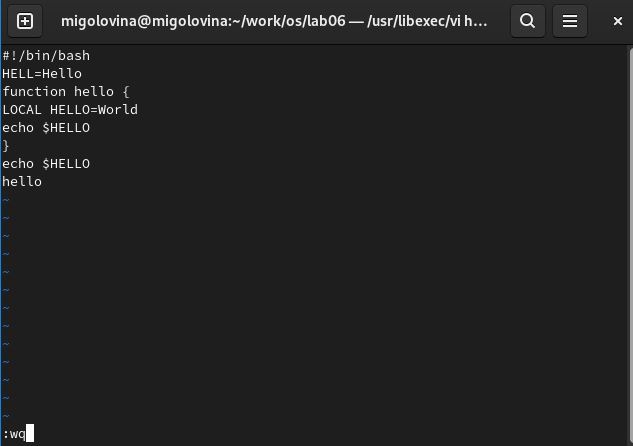 migolovina@migolovina:~/work/os/lab06 — /usr/libexec/vi h...
#!/bin/bash
HELL=Hello
function hello {
LOCAL HELLO=World
echo $HELLO
}
echo $HELLO
hello
~
~
~
~
~
~
~
~
~
~
~
~
~
:wq